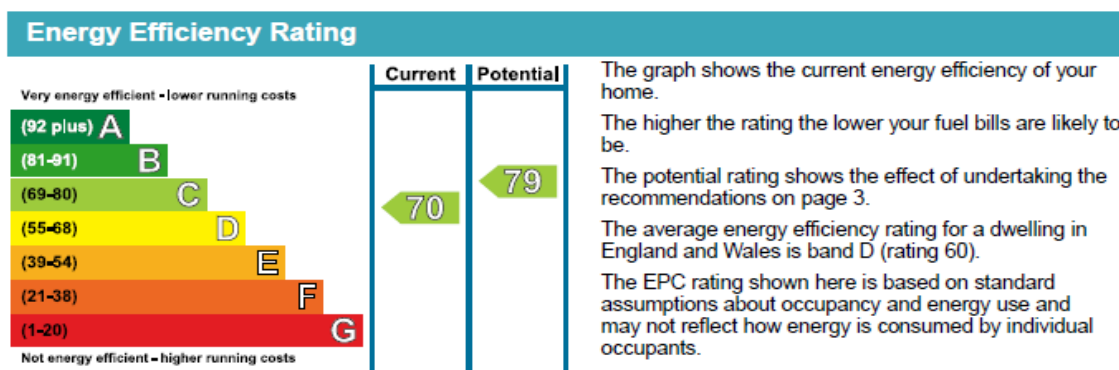 Energy Efficiency Rating
Current Potential
Very energy efficient - lower running costs
(92 plus) A
(81-91) B
(69-80) C
(55-68) D
(39-54) E
(21-38) F
(1-20) G
Not energy efficient - higher running costs
70
79
The graph shows the current energy efficiency of your
home.
The higher the rating the lower your fuel bills are likely to
be.
The potential rating shows the effect of undertaking the
recommendations on page 3.
The average energy efficiency rating for a dwelling in
England and Wales is band D (rating 60).
The EPC rating shown here is based on standard
assumptions about occupancy and energy use and
may not reflect how energy is consumed by individual
occupants.